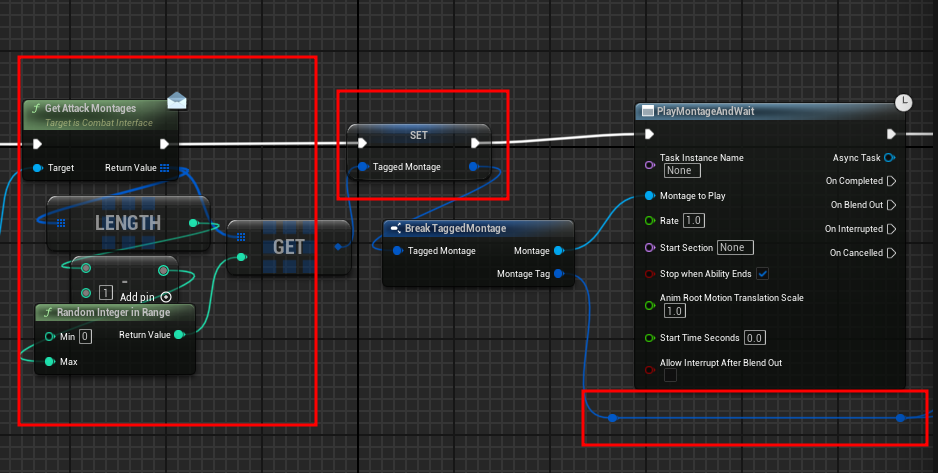 Get Attack Montages
Target is Combat Interface
Target
Return Value
LENGTH
GET
-
1
Add pin
Random Integer in Range
Min 0
Return Value
Max
SET
Tagged Montage
Break TaggedMontage
Tagged Montage
Montage
Montage Tag
PlayMontageAndWait
Task Instance Name
None
Async Task
On Completed
Montage to Play
On Blend Out
Rate 1.0
On Interrupted
Start Section None
On Cancelled
Stop when Ability Ends
Anim Root Motion Translation Scale
1.0
Start Time Seconds 0.0
Allow Interrupt After Blend Out